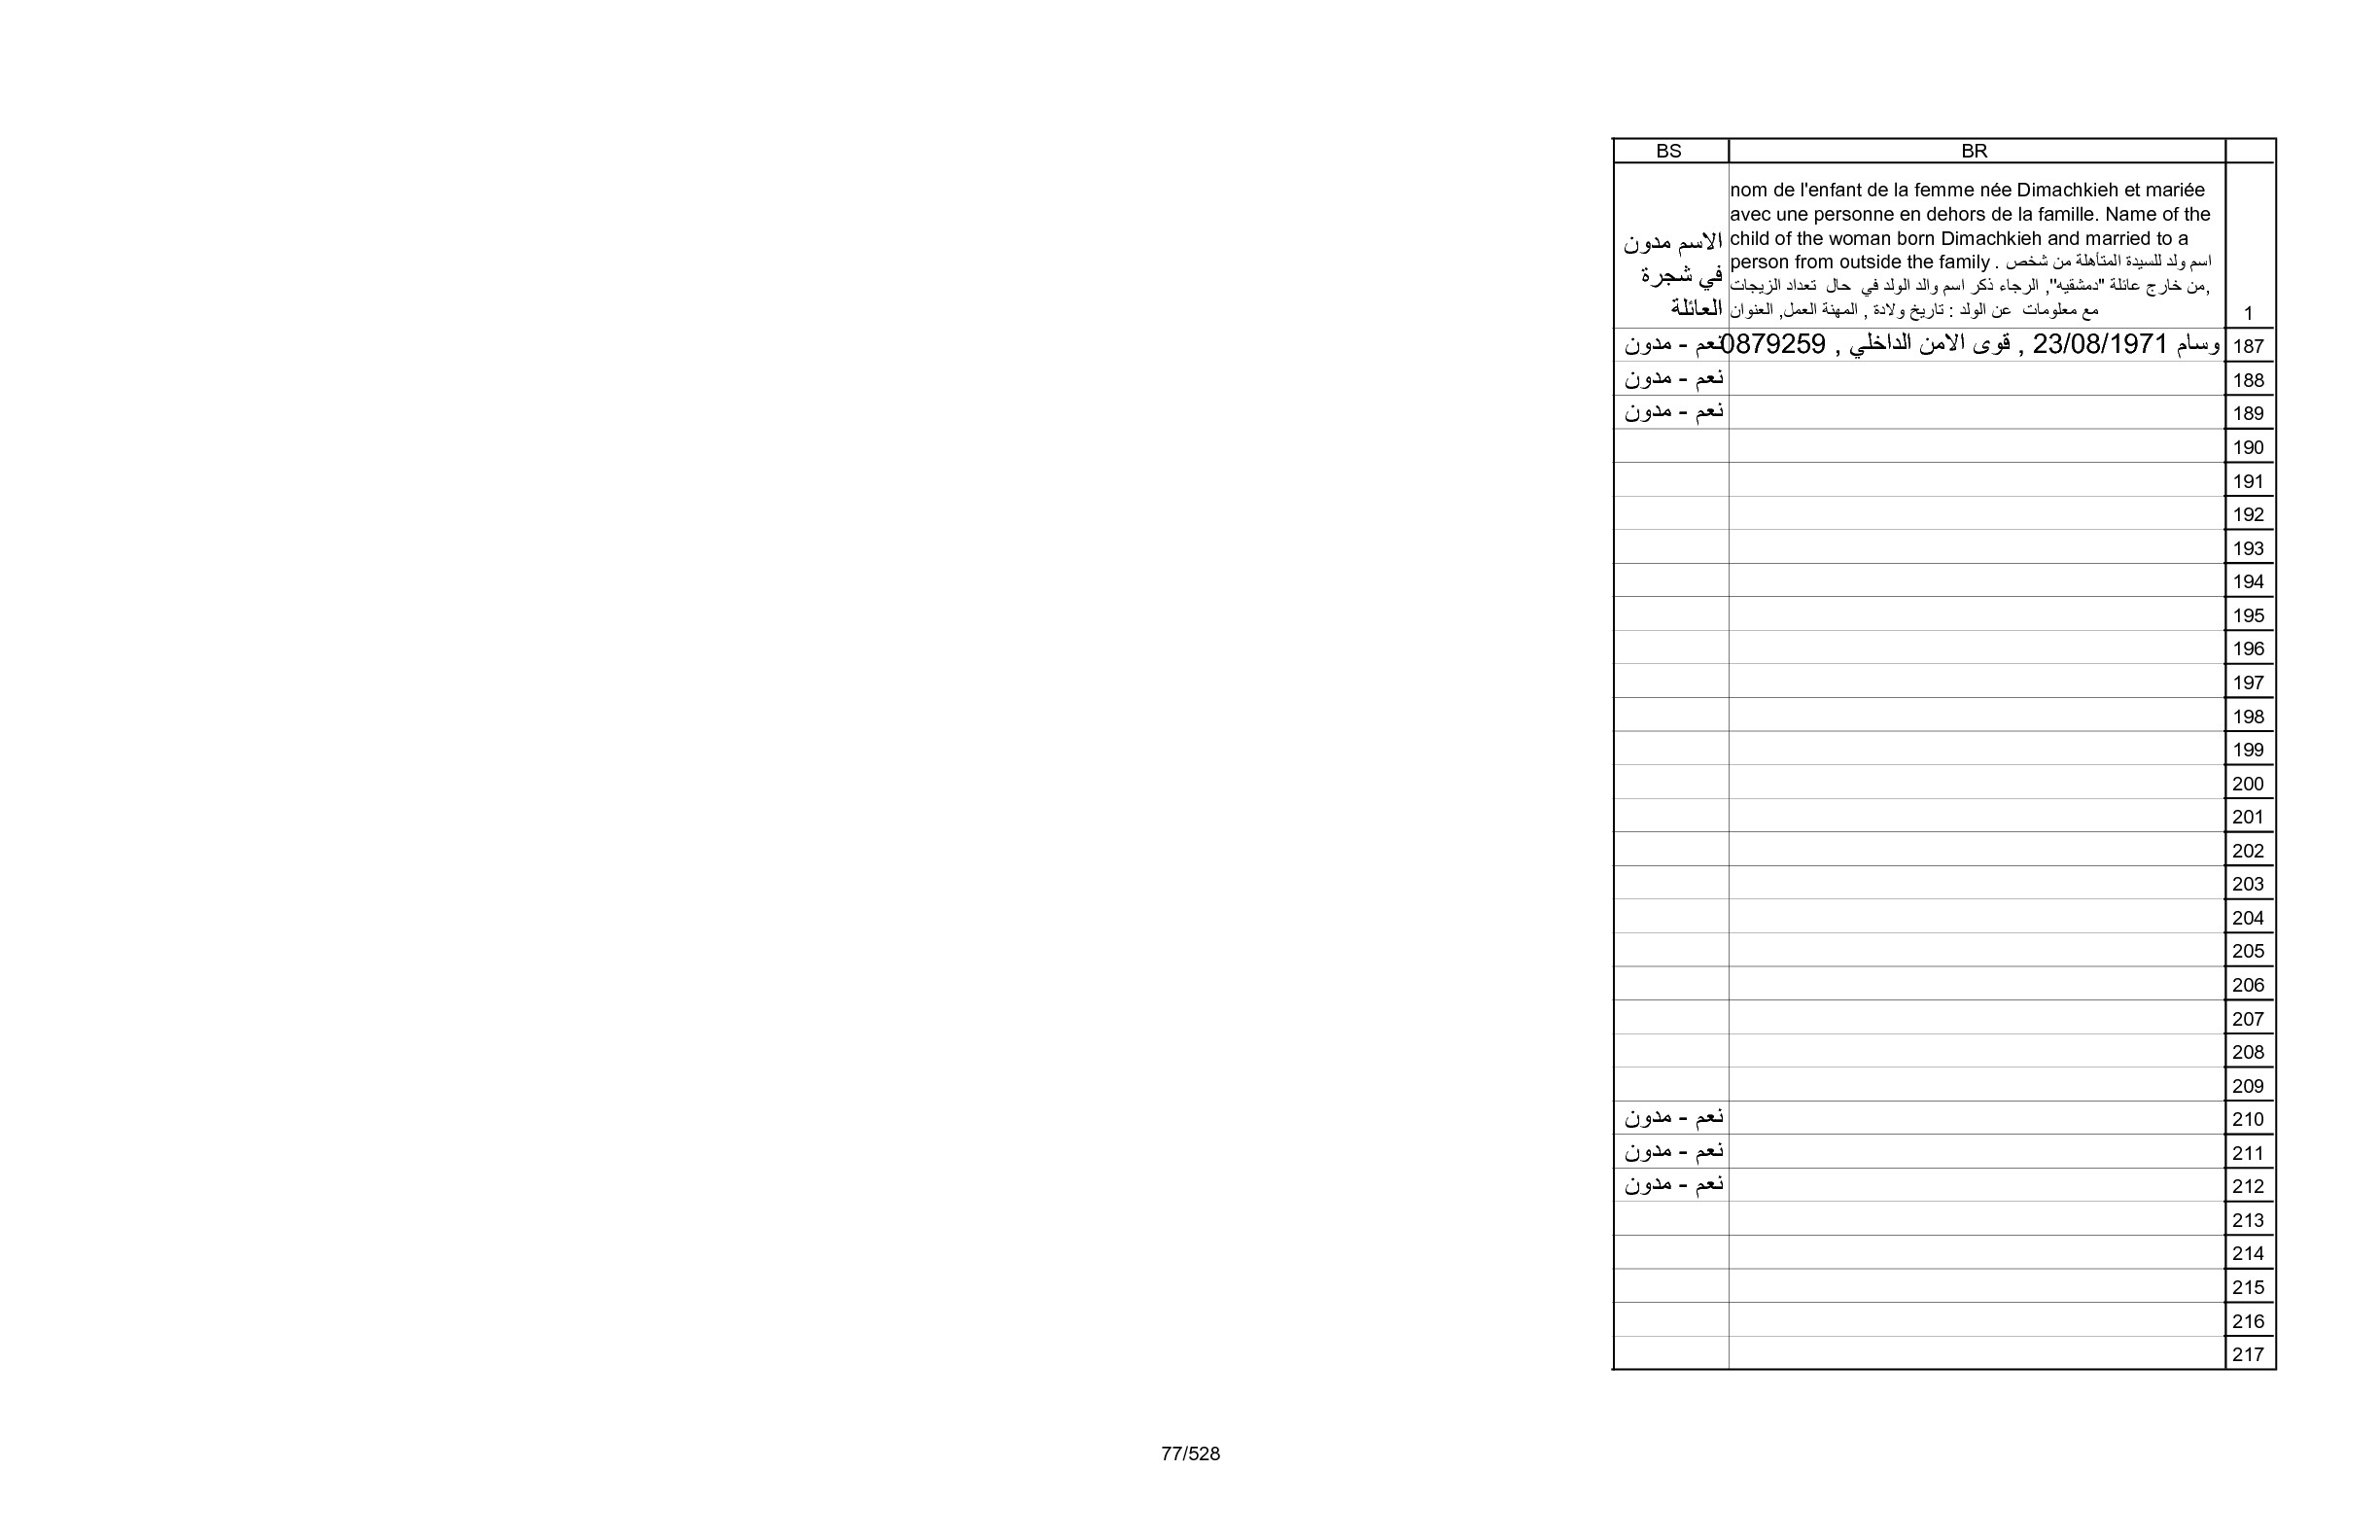 BR
BS
nom de l'enfant de la femme née Dimachkieh et mariée
avec une personne en dehors de la famille. Name of the
child of the woman born Dimachkieh and married to a
person from outside the family . اسم ولد للسيدة المتأهلة من شخص
من خارج عائلة "دمشقيه", الرجاء ذكر اسم والد الولد في حال تعداد الزيجات,
مع معلومات عن الولد : تاريخ ولادة , المهنة العمل, العنوان
الاسم مدون
في شجرة
العائلة
1
187 وسام 23/08/1971 , قوى الامن الداخلي , 0879259 نعم - مدون
188 نعم - مدون
189 نعم - مدون
190
191
192
193
194
195
196
197
198
199
200
201
202
203
204
205
206
207
208
209
210 نعم - مدون
211 نعم - مدون
212 نعم - مدون
213
214
215
216
217
77/528